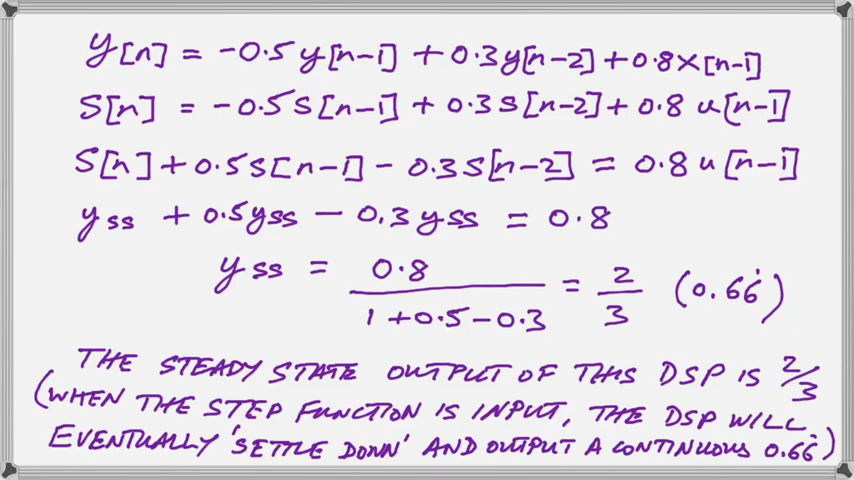 y[n] = -0.5y[n-1] + 0.3y[n-2] + 0.8x[n-1]
S[n] = -0.5S[n-1] + 0.3S[n-2] + 0.8u[n-1]
S[n] + 0.5S[n-1] - 0.3S[n-2] = 0.8u[n-1]
yss + 0.5yss - 0.3yss = 0.8
yss = 0.8 / (1 + 0.5 - 0.3) = 2/3 (0.66̇)
THE STEADY STATE OUTPUT OF THIS DSP IS 2/3
(WHEN THE STEP FUNCTION IS INPUT, THE DSP WILL
EVENTUALLY 'SETTLE DOWN' AND OUTPUT A CONTINUOUS 0.66̇)